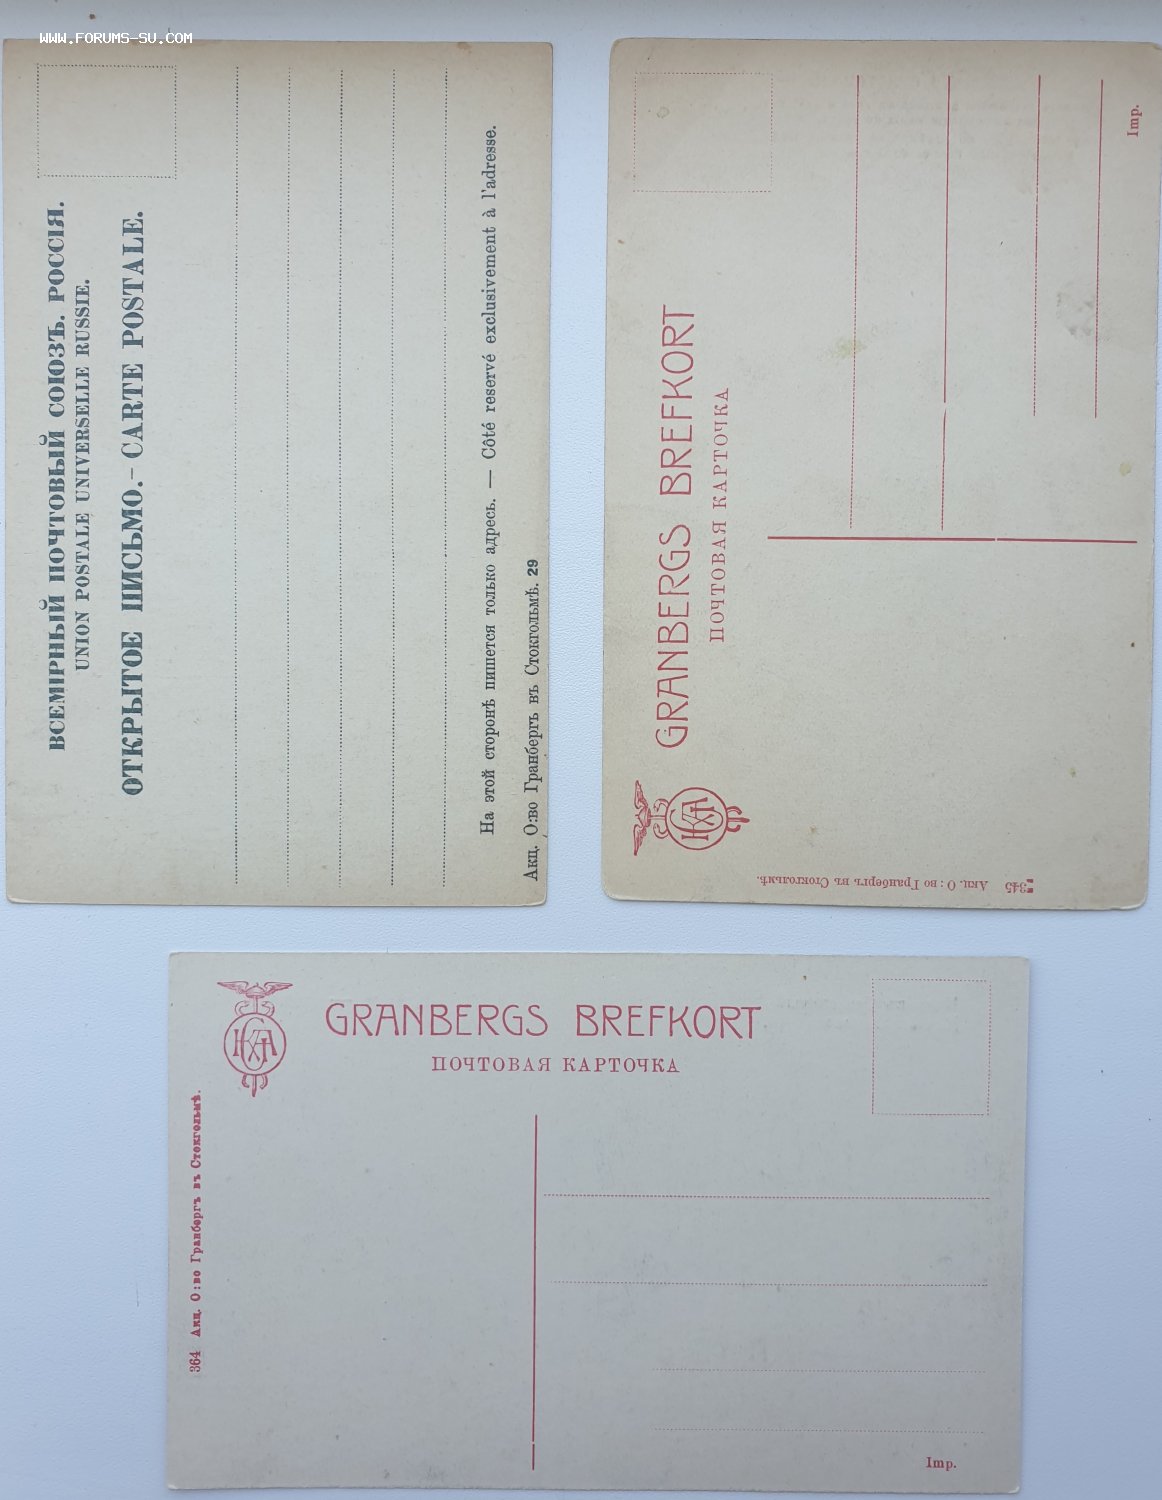 WWW.FORUMS-SU.COM
ВСЕМІРНЫЙ ПОЧТОВЫЙ СОЮЗЪ. РОССІЯ.
UNION POSTALE UNIVERSELLE RUSSIE.
ОТКРЫТОЕ ПИСЬМО.– CARTE POSTALE.
На этой сторонѣ пишется только адресъ. — Côté reservé exclusivement à l'adresse.
Акц. О:во Гранбергъ въ Стокгольмѣ. 29
GRANBERGS BREFKORT
ПОЧТОВАЯ КАРТОЧКА
Imp.
345 Акц. О:во Гранбергъ въ Стокгольмѣ.
GRANBERGS BREFKORT
ПОЧТОВАЯ КАРТОЧКА
364 Акц. О:во Гранбергъ въ Стокгольмѣ.
Imp.